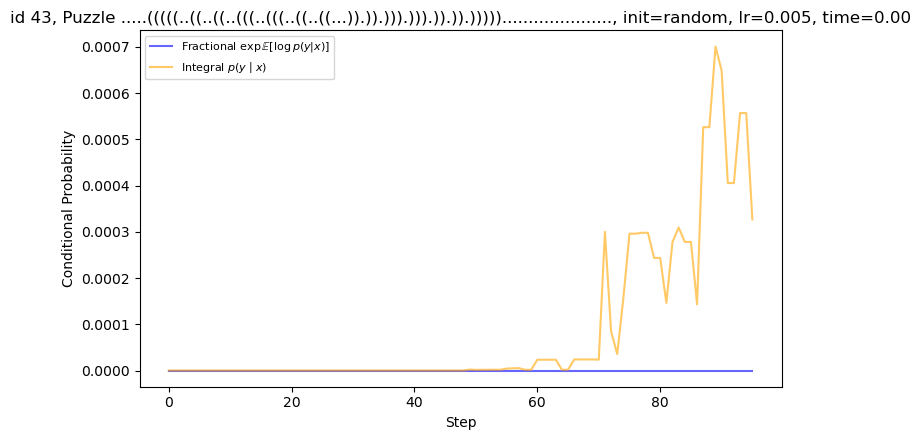 id 43, Puzzle .....(((((..((..((..(((..(((..((..((...)).)).))).))).)).)).)))))....................., init=random, lr=0.005, time=0.00
Fractional exp𝔼[log p(y|x)]
Integral p(y | x)
Conditional Probability
0.0007
0.0006
0.0005
0.0004
0.0003
0.0002
0.0001
0.0000
0 20 40 60 80
Step